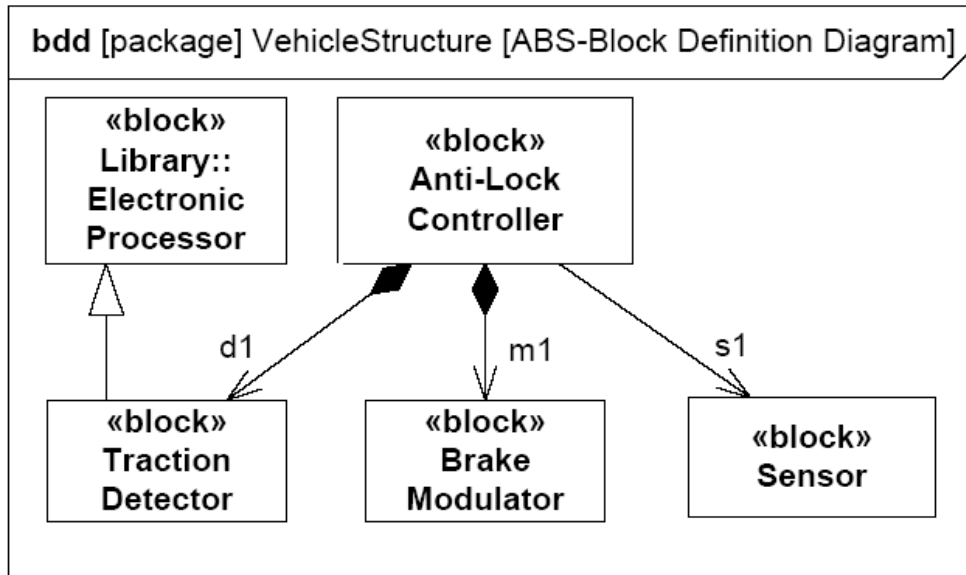 bdd [package] VehicleStructure [ABS-Block Definition Diagram]
«block»
Library::
Electronic
Processor
«block»
Anti-Lock
Controller
d1
m1
s1
«block»
Traction
Detector
«block»
Brake
Modulator
«block»
Sensor